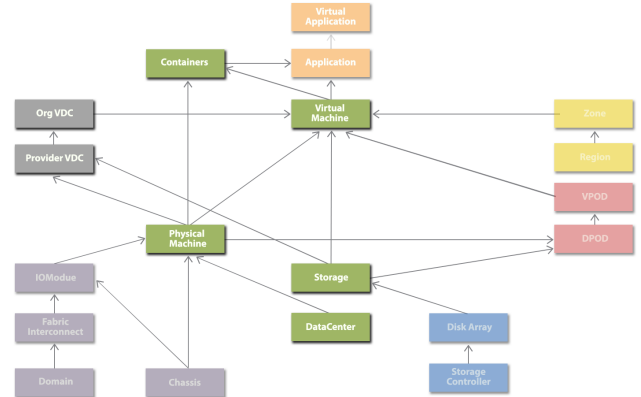 Virtual
Application
Containers
Application
Org VDC
Virtual
Machine
Zone
Provider VDC
Region
VPOD
Physical
Machine
DPOD
IOModue
Storage
Fabric
Interconnect
DataCenter
Disk Array
Domain
Chassis
Storage
Controller